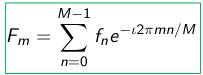 F_m = \sum_{n=0}^{M-1} f_n e^{-\iota 2\pi mn/M}